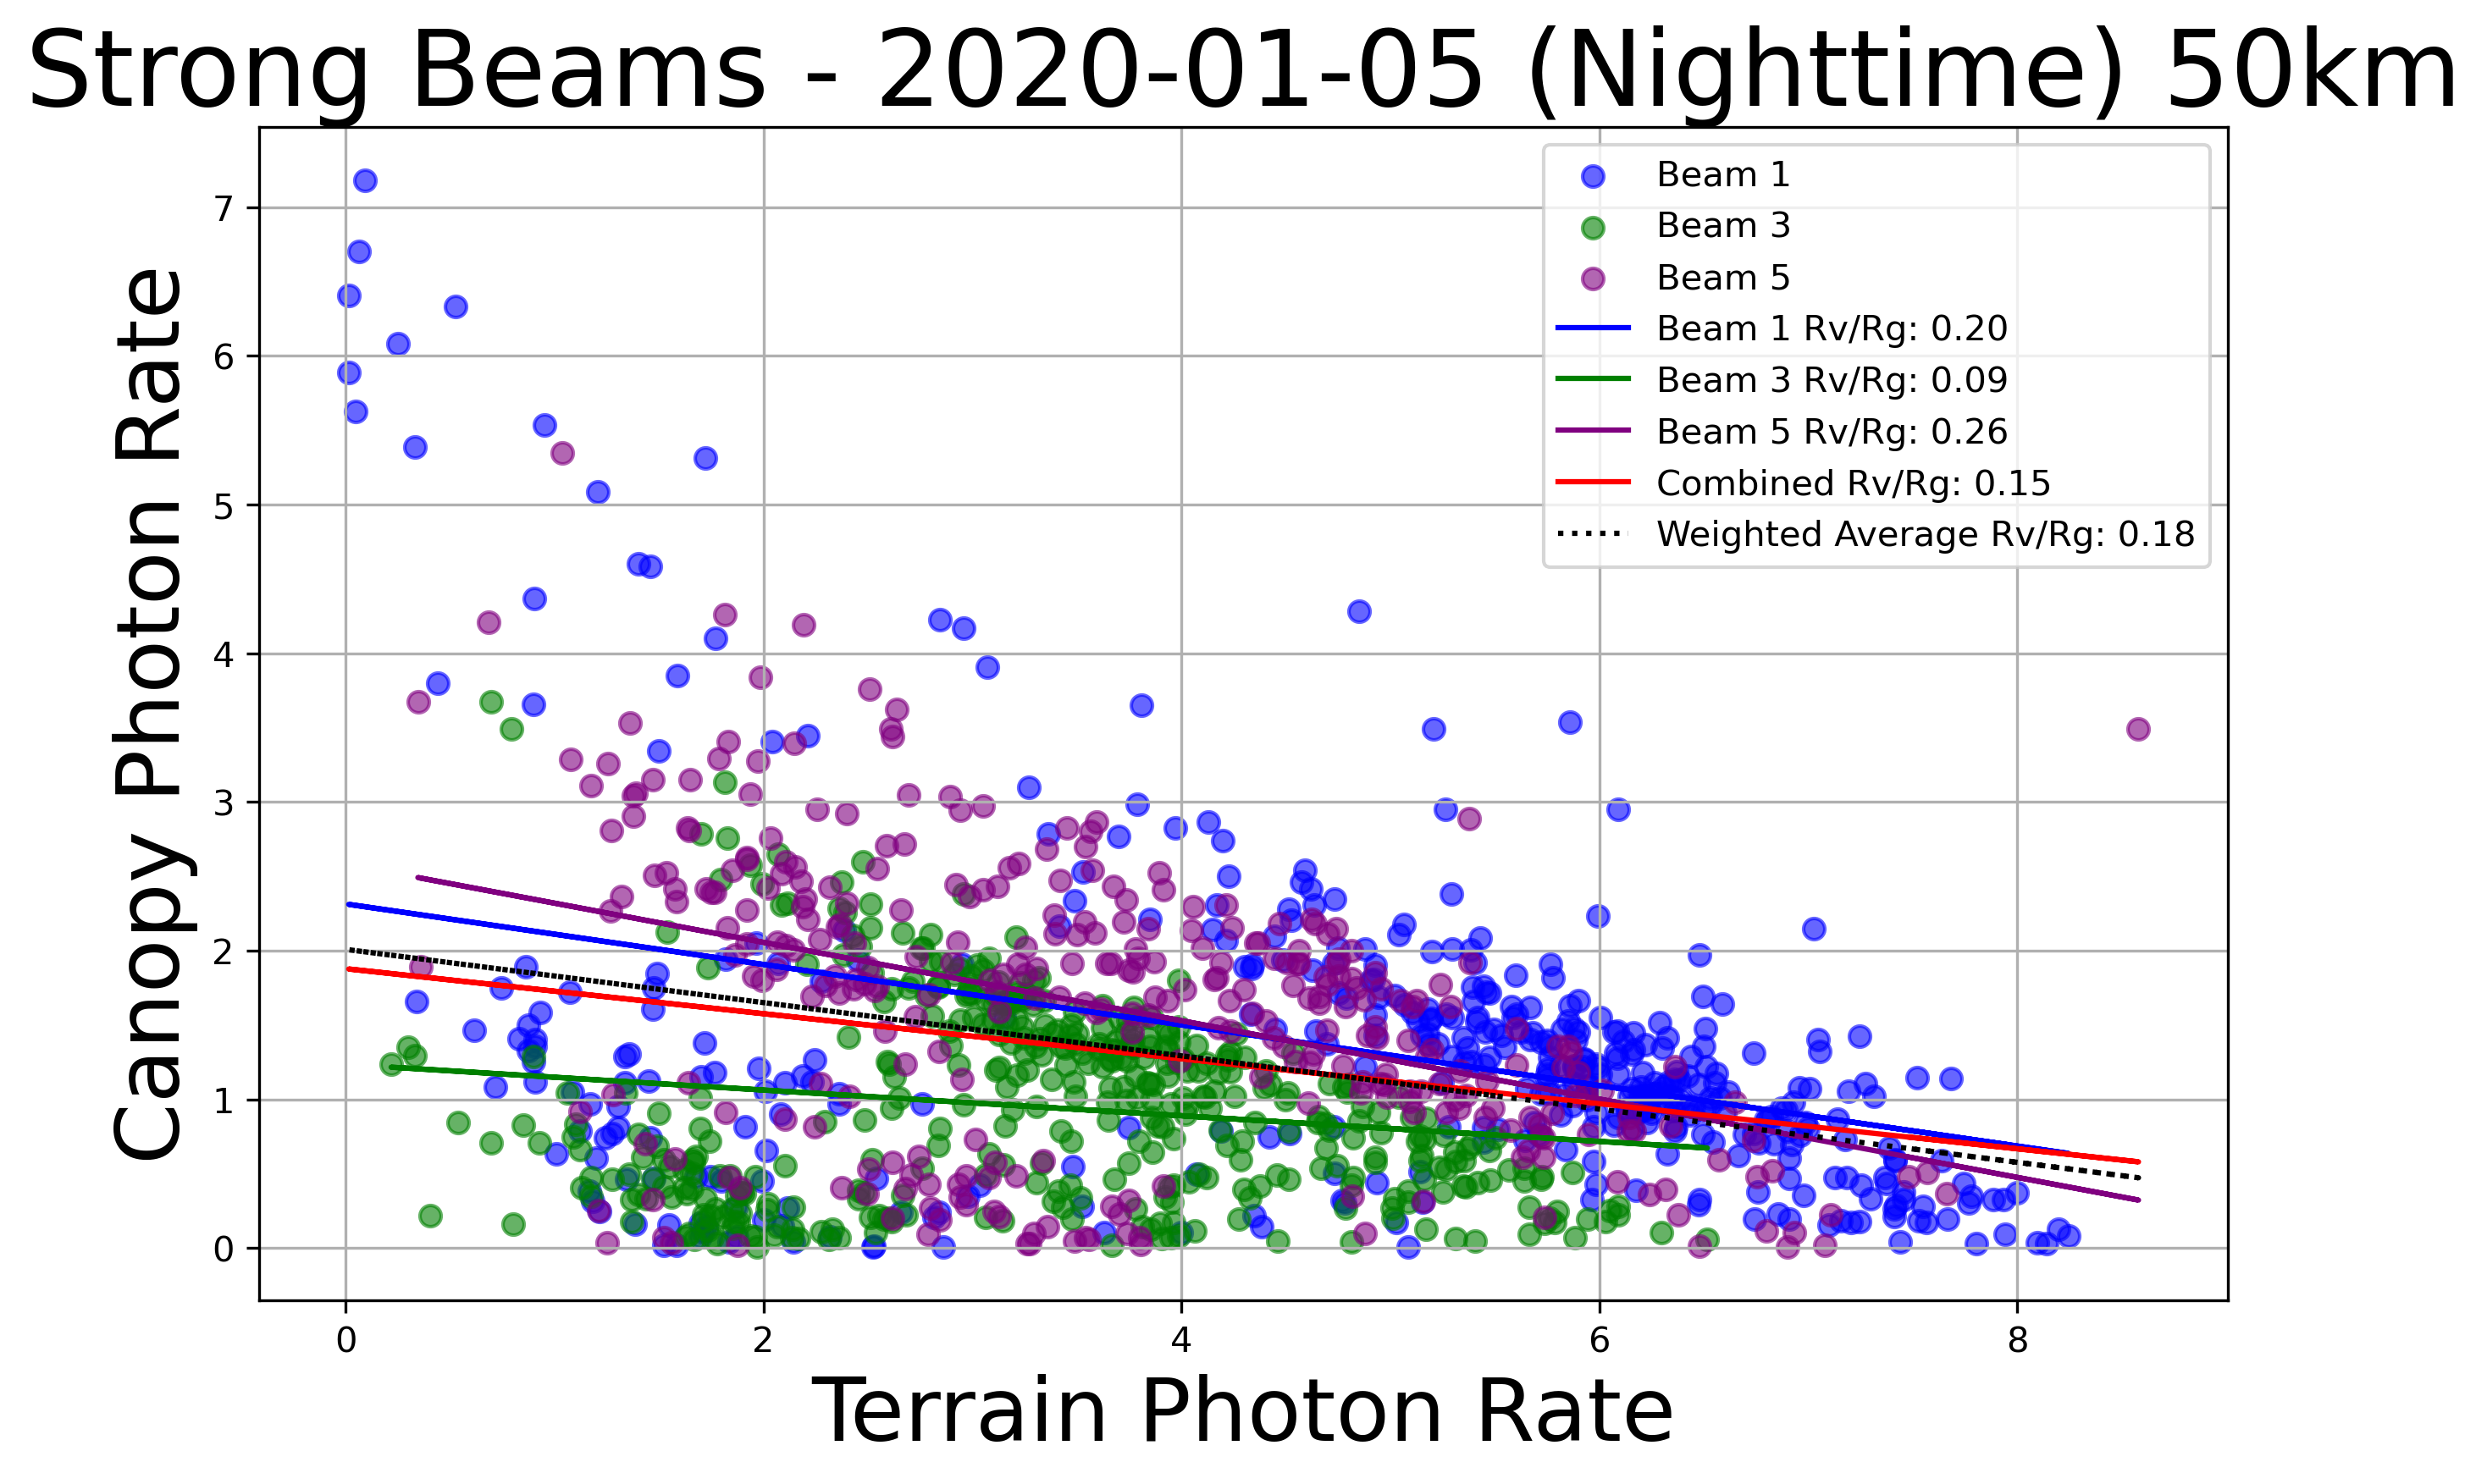 Strong Beams - 2020-01-05 (Nighttime) 50km
Beam 1
Beam 3
Beam 5
Beam 1 Rv/Rg: 0.20
Beam 3 Rv/Rg: 0.09
Beam 5 Rv/Rg: 0.26
Combined Rv/Rg: 0.15
Weighted Average Rv/Rg: 0.18
Canopy Photon Rate
7
6
5
4
3
2
1
0
0 2 4 6 8
Terrain Photon Rate